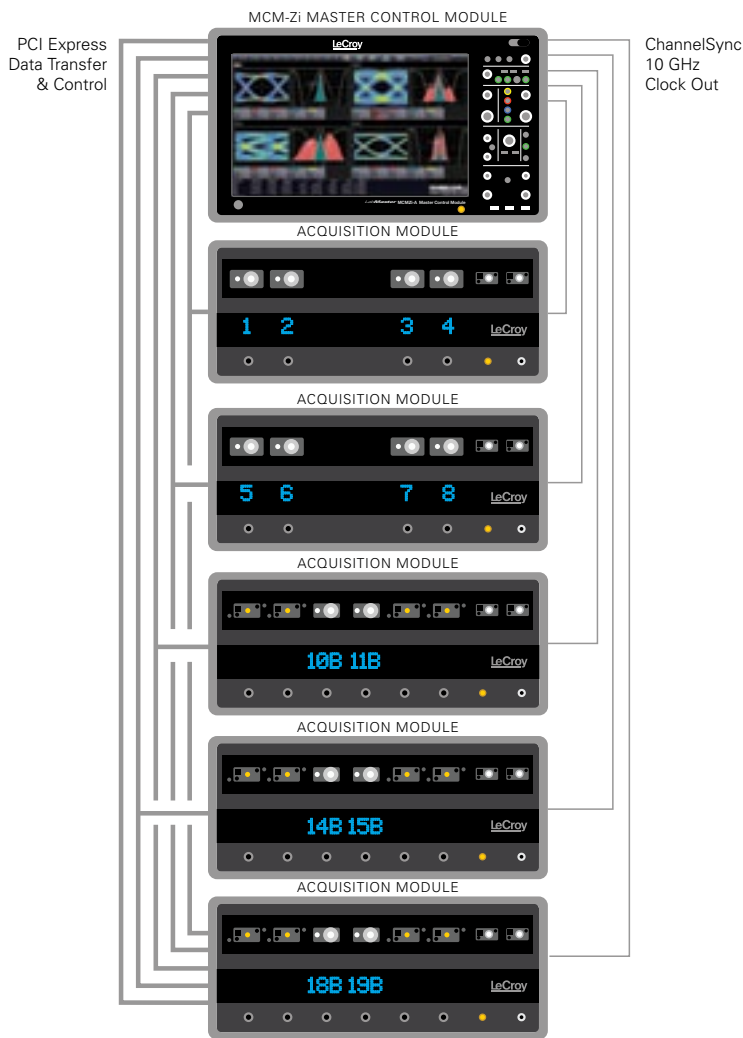 MCM-Zi MASTER CONTROL MODULE
PCI Express
Data Transfer
& Control
ChannelSync
10 GHz
Clock Out
LeCroy
LabMaster MCMZi-A Master Control Module
ACQUISITION MODULE
1 2 3 4 LeCroy
ACQUISITION MODULE
5 6 7 8 LeCroy
ACQUISITION MODULE
10B 11B LeCroy
ACQUISITION MODULE
14B 15B LeCroy
ACQUISITION MODULE
18B 19B LeCroy